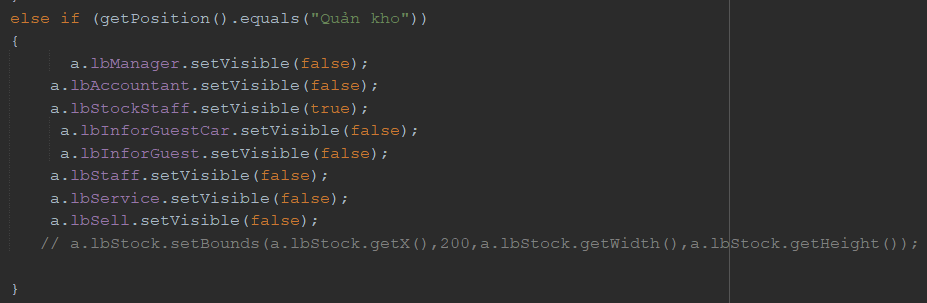 else if (getPosition().equals("Quản kho"))
{
a.lbManager.setVisible(false);
a.lbAccountant.setVisible(false);
a.lbStockStaff.setVisible(true);
a.lbInforGuestCar.setVisible(false);
a.lbInforGuest.setVisible(false);
a.lbStaff.setVisible(false);
a.lbService.setVisible(false);
a.lbSell.setVisible(false);
// a.lbStock.setBounds(a.lbStock.getX(),200,a.lbStock.getWidth(),a.lbStock.getHeight());
}